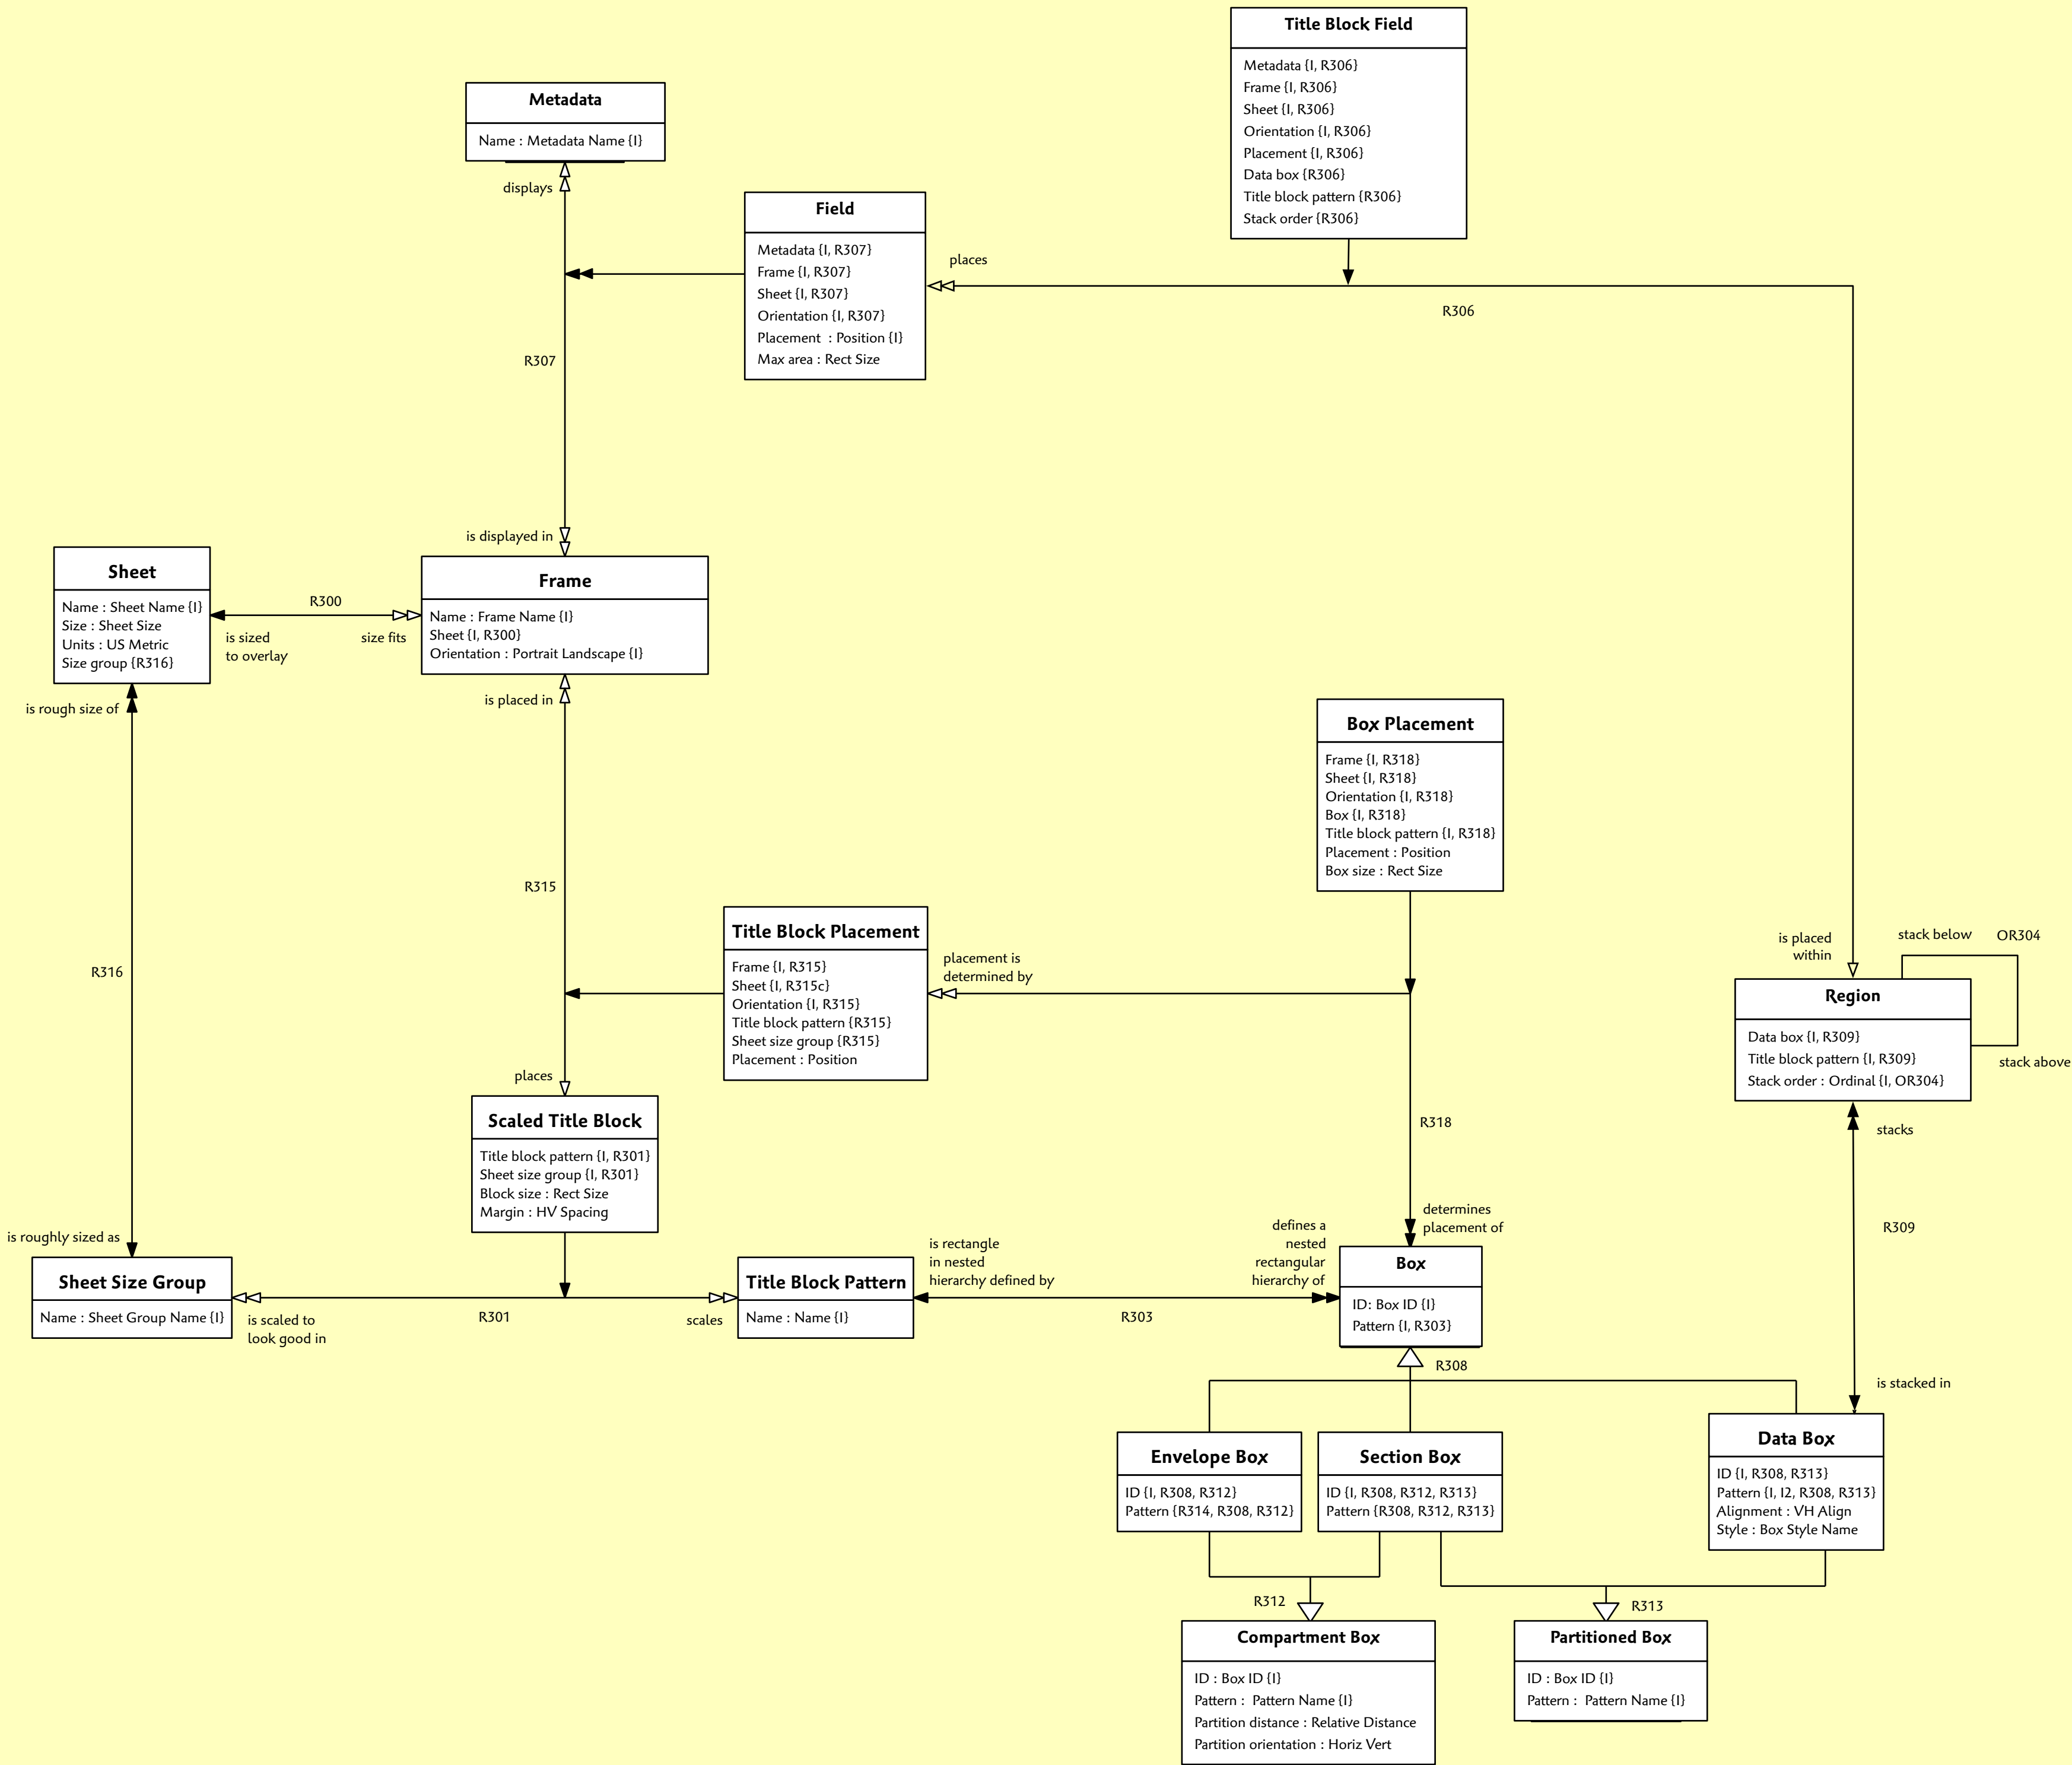 Title Block Field
Metadata {I, R306}
Frame {I, R306}
Sheet {I, R306}
Orientation {I, R306}
Placement {I, R306}
Data box {R306}
Title block pattern {R306}
Stack order {R306}
Metadata
Name : Metadata Name {I}
displays
Field
Metadata {I, R307}
Frame {I, R307}
Sheet {I, R307}
Orientation {I, R307}
Placement : Position {I}
Max area : Rect Size
places
R306
R307
is displayed in
Sheet
Name : Sheet Name {I}
Size : Sheet Size
Units : US Metric
Size group {R316}
R300
is sized
to overlay
size fits
Frame
Name : Frame Name {I}
Sheet {I, R300}
Orientation : Portrait Landscape {I}
is rough size of
is placed in
Box Placement
Frame {I, R318}
Sheet {I, R318}
Orientation {I, R318}
Box {I, R318}
Title block pattern {I, R318}
Placement : Position
Box size : Rect Size
R315
R316
Title Block Placement
Frame {I, R315}
Sheet {I, R315c}
Orientation {I, R315}
Title block pattern {R315}
Sheet size group {R315}
Placement : Position
placement is
determined by
is placed
within
stack below
OR304
Region
Data box {I, R309}
Title block pattern {I, R309}
Stack order : Ordinal {I, OR304}
stack above
places
Scaled Title Block
Title block pattern {I, R301}
Sheet size group {I, R301}
Block size : Rect Size
Margin : HV Spacing
R318
stacks
R309
is roughly sized as
Sheet Size Group
Name : Sheet Group Name {I}
is scaled to
look good in
R301
scales
Title Block Pattern
Name : Name {I}
is rectangle
in nested
hierarchy defined by
R303
defines a
nested
rectangular
hierarchy of
determines
placement of
Box
ID: Box ID {I}
Pattern {I, R303}
R308
is stacked in
Envelope Box
ID {I, R308, R312}
Pattern {R314, R308, R312}
Section Box
ID {I, R308, R312, R313}
Pattern {R308, R312, R313}
Data Box
ID {I, R308, R313}
Pattern {I, I2, R308, R313}
Alignment : VH Align
Style : Box Style Name
R312
R313
Compartment Box
ID : Box ID {I}
Pattern : Pattern Name {I}
Partition distance : Relative Distance
Partition orientation : Horiz Vert
Partitioned Box
ID : Box ID {I}
Pattern : Pattern Name {I}